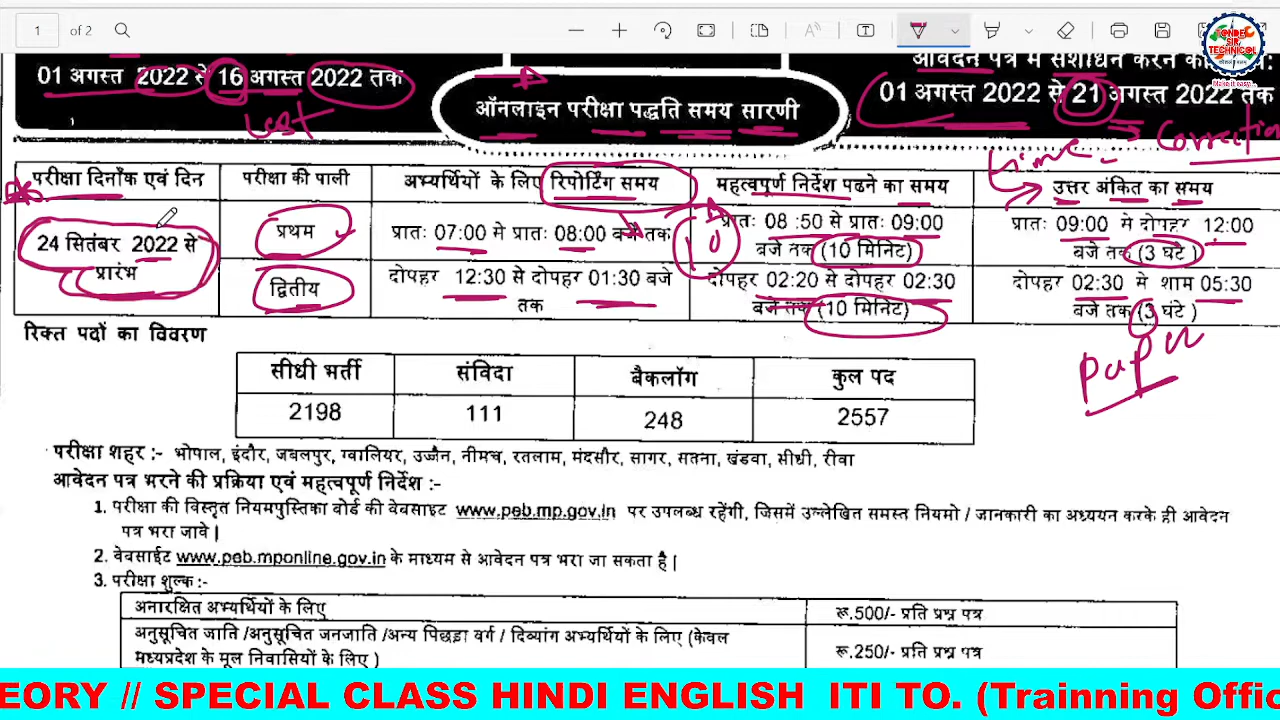 1 of 2
TONDE SIR TECHNICOL
Make it easy...
आवेदन पत्र में संशोधन करने की
01 अगस्त 2022 से 16 अगस्त 2022 तक
01 अगस्त 2022 से 21 अगस्त 2022 तक
last
ऑनलाइन परीक्षा पद्धति समय सारणी
correction
time
परीक्षा दिनाँक एवं दिन
परीक्षा की पाली
अभ्यर्थियों के लिए रिपोर्टिंग समय
महत्वपूर्ण निर्देश पढने का समय
उत्तर अंकित का समय
24 सितंबर 2022 से
प्रारंभ
प्रथम
प्रातः 07:00 मे प्रातः 08:00 बजे तक
प्रातः 08 :50 से प्रातः 09:00
बजे तक (10 मिनिट)
10
प्रातः 09:00 मे दोपहर 12:00
बजे तक (3 घंटे )
द्वितीय
दोपहर 12:30 से दोपहर 01:30 बजे
तक
दोपहर 02:20 से दोपहर 02:30
बजे तक (10 मिनिट)
दोपहर 02:30 मे शाम 05:30
बजे तक (3 घंटे )
paper
रिक्त पदों का विवरण
सीधी भर्ती संविदा बैकलॉग कुल पद
2198 111 248 2557
परीक्षा शहर :- भोपाल, इंदौर, जबलपुर, ग्वालियर, उज्जैन, नीमच, रतलाम, मंदसौर, सागर, सतना, खंडवा, सीधी, रीवा
आवेदन पत्र भरने की प्रक्रिया एवं महत्वपूर्ण निर्देश :-
1. परीक्षा की विस्तृत नियमपुस्तिका बोर्ड की वेबसाइट www.peb.mp.gov.in पर उपलब्ध रहेंगी, जिसमें उल्लेखित समस्त नियमो / जानकारी का अध्ययन करके ही आवेदन
पत्र भरा जावे |
2. वेबसाईट www.peb.mponline.gov.in के माध्यम से आवेदन पत्र भरा जा सकता है |
3. परीक्षा शुल्क :-
अनारक्षित अभ्यर्थियों के लिए रू.500/- प्रति प्रश्न पत्र
अनुसूचित जाति /अनुसूचित जनजाति /अन्य पिछड़ा वर्ग / दिव्यांग अभ्यर्थियों के लिए (केवल
मध्यप्रदेश के मूल निवासियों के लिए ) रू.250/- प्रति प्रश्न पत्र
EORY // SPECIAL CLASS HINDI ENGLISH ITI TO. (Trainning Offic